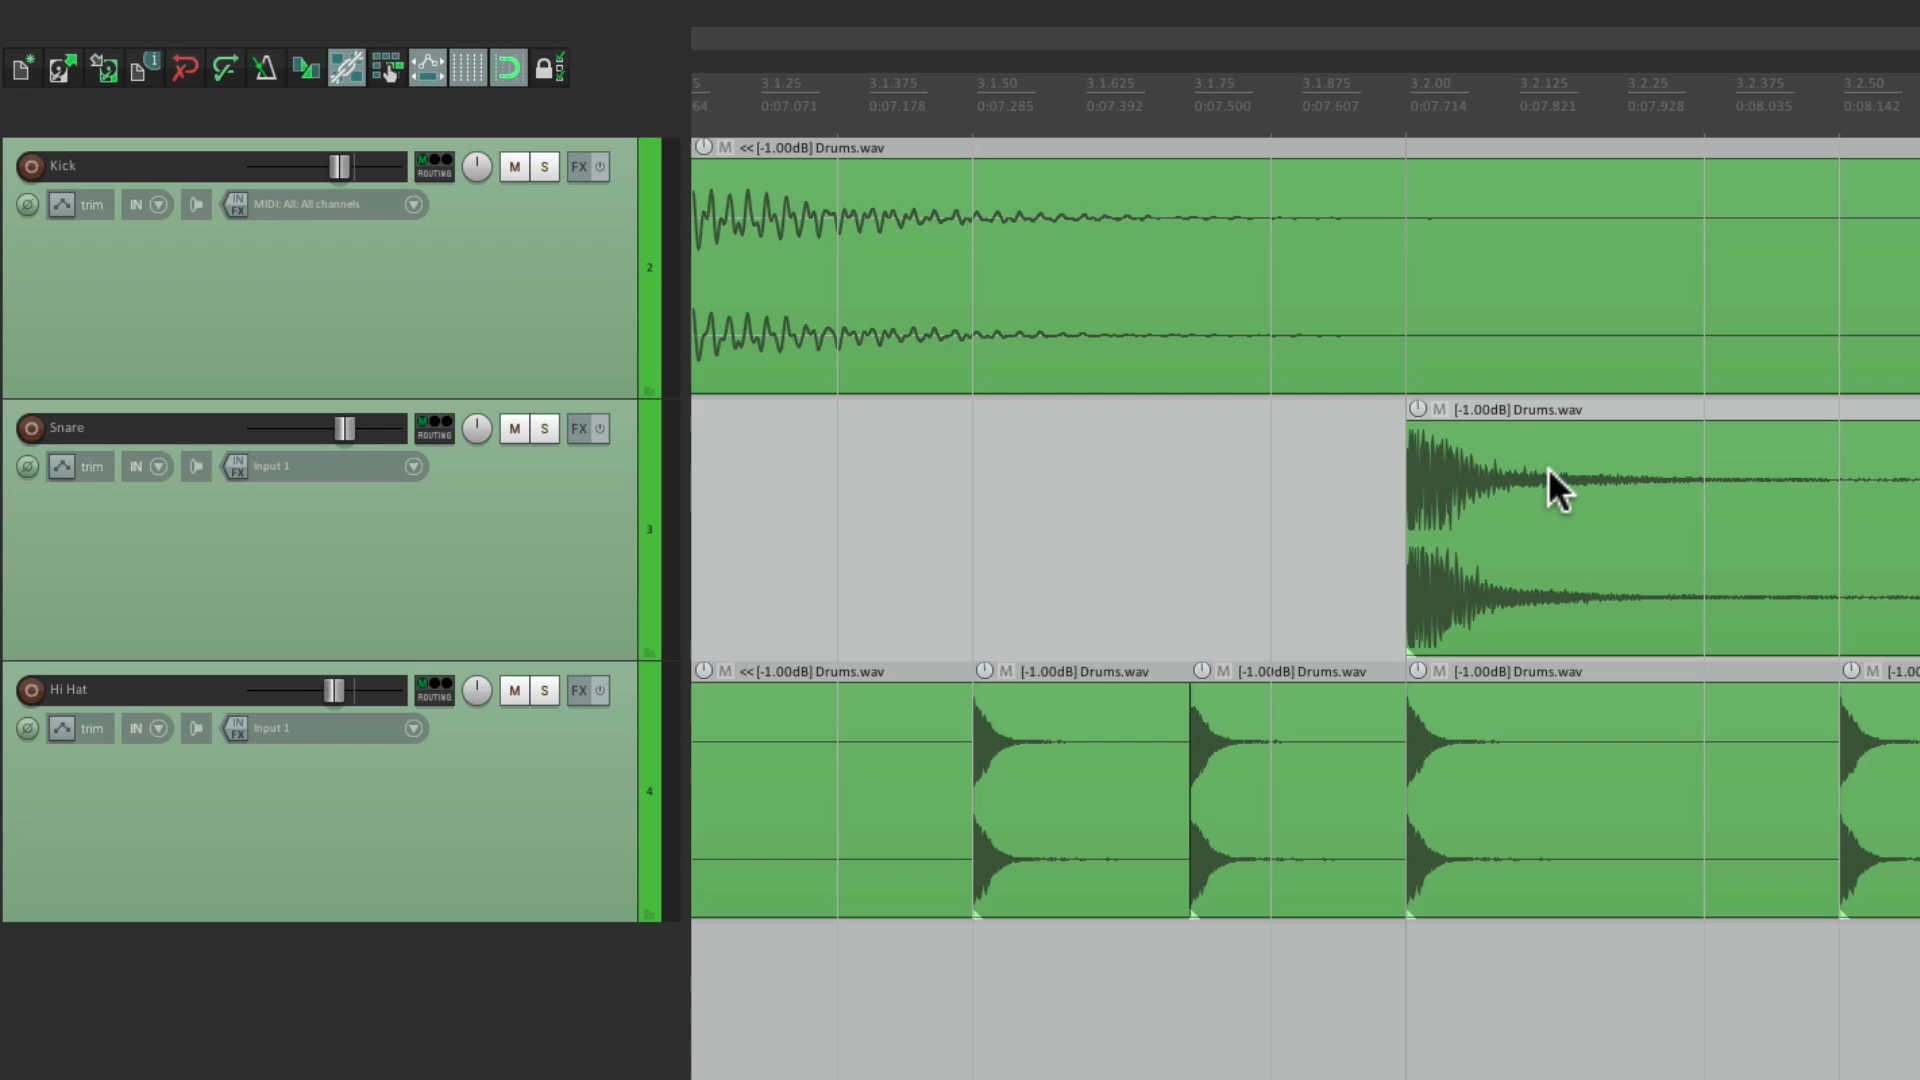 5 3.1.25 3.1.375 3.1.50 3.1.625 3.1.75 3.1.875 3.2.00 3.2.125 3.2.25 3.2.375 3.2.50
64 0:07.071 0:07.178 0:07.285 0:07.392 0:07.500 0:07.607 0:07.714 0:07.821 0:07.928 0:08.035 0:08.142
M << [-1.00dB] Drums.wav
Kick M ROUTING M S FX
trim IN IN FX MIDI: All: All channels
2
M [-1.00dB] Drums.wav
Snare M ROUTING M S FX
trim IN IN FX Input 1
3
M << [-1.00dB] Drums.wav M [-1.00dB] Drums.wav M [-1.00dB] Drums.wav M [-1.00dB] Drums.wav M [-1.00
Hi Hat M ROUTING M S FX
trim IN IN FX Input 1
4